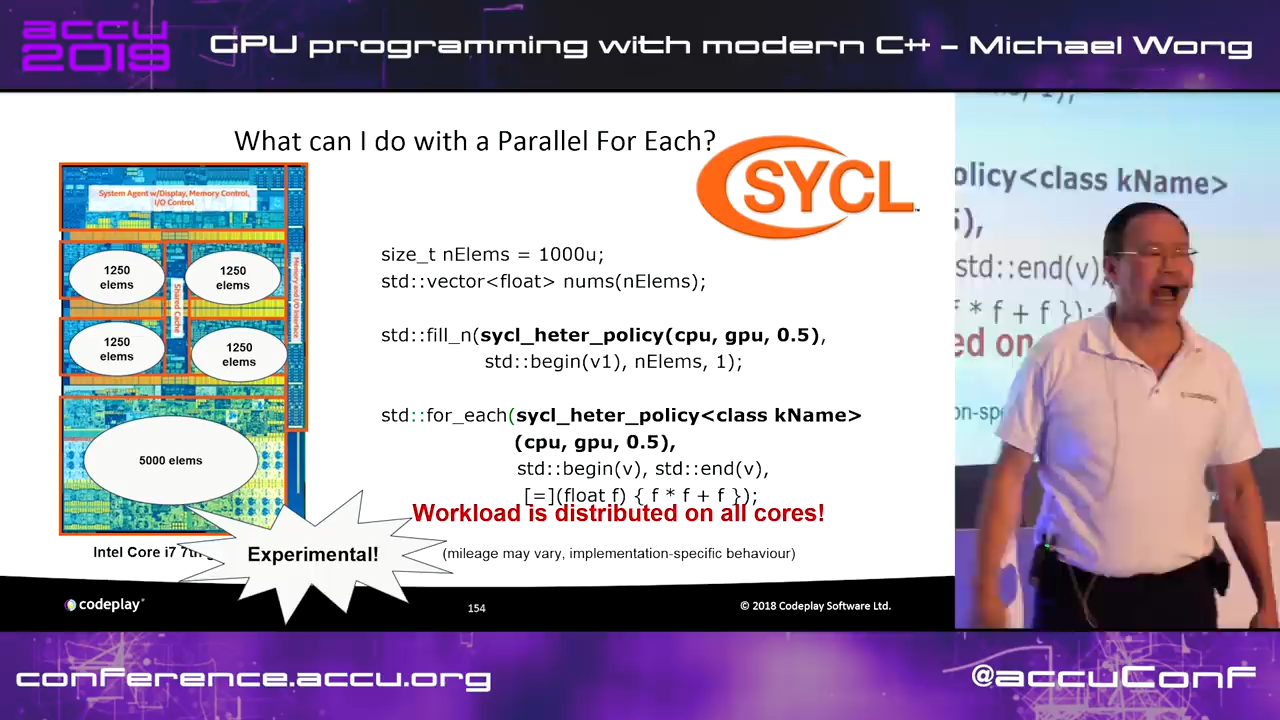 accu
2019
GPU programming with modern C++ – Michael Wong
What can I do with a Parallel For Each?
SYCL™
System Agent w/Display, Memory Control,
I/O Control
1250
elems
1250
elems
Shared Cache
Memory and I/O Interface
1250
elems
1250
elems
5000 elems
Intel Core i7 7th
Experimental!
size_t nElems = 1000u;
std::vector<float> nums(nElems);
std::fill_n(sycl_heter_policy(cpu, gpu, 0.5),
std::begin(v1), nElems, 1);
std::for_each(sycl_heter_policy<class kName>
(cpu, gpu, 0.5),
std::begin(v), std::end(v),
[=](float f) { f * f + f });
Workload is distributed on all cores!
(mileage may vary, implementation-specific behaviour)
codeplay®
154
© 2018 Codeplay Software Ltd.
olicy<class kName>
),
std::end(v)
f * f + f });
ed on
on-spe
conference.accu.org
@accuConf